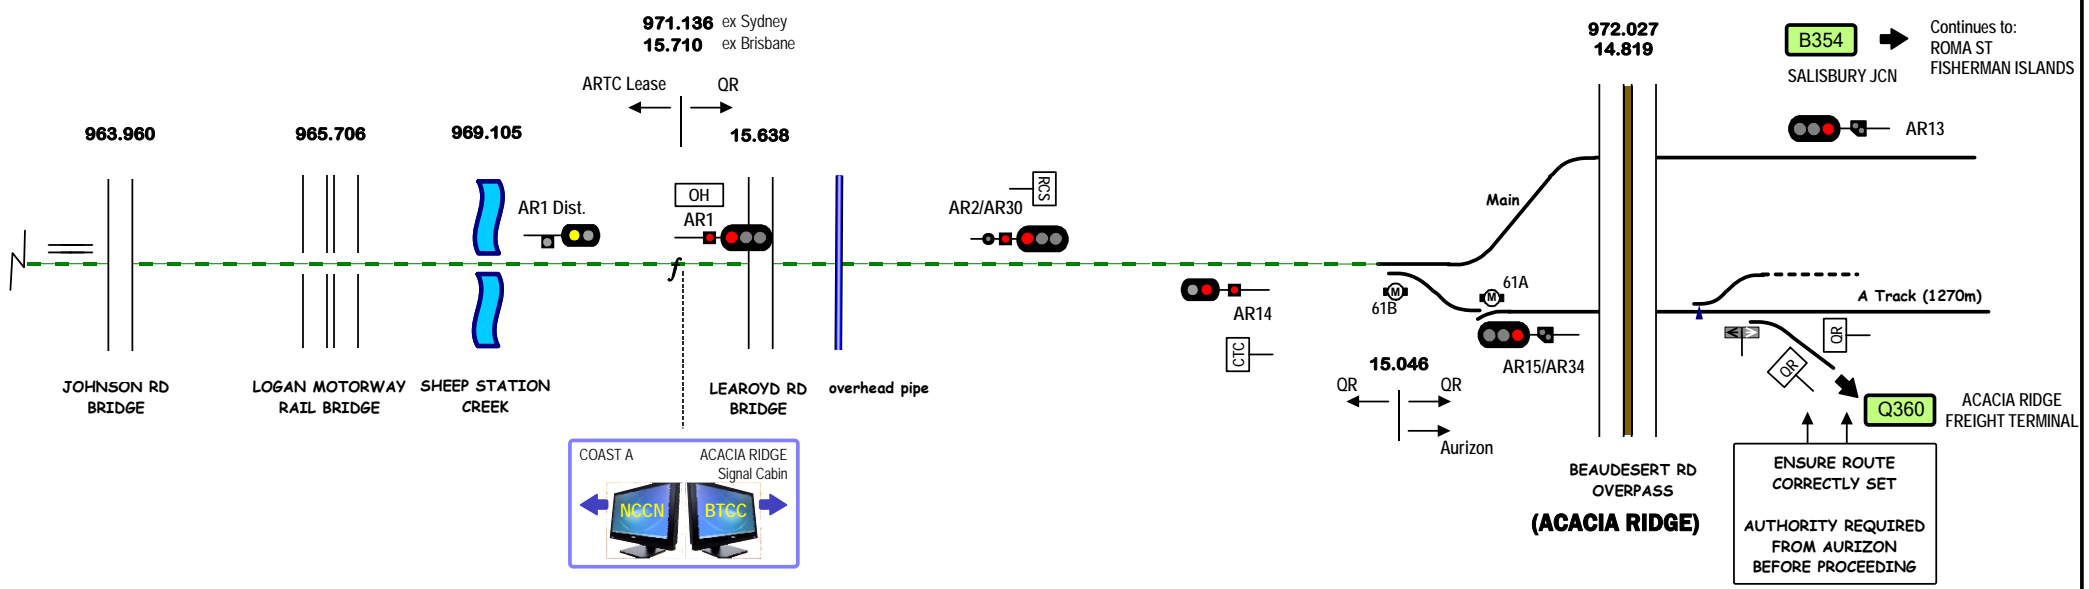 971.136 ex Sydney
15.710 ex Brisbane
ARTC Lease
QR
972.027
14.819
B354
SALISBURY JCN
Continues to:
ROMA ST
FISHERMAN ISLANDS
963.960
965.706
969.105
15.638
AR13
AR1 Dist.
OH
AR1
AR2/AR30
RCS
Main
AR14
CTC
61B
M
61A
M
AR15/AR34
A Track (1270m)
QR
QR
15.046
QR
QR
Aurizon
JOHNSON RD
BRIDGE
LOGAN MOTORWAY
RAIL BRIDGE
SHEEP STATION
CREEK
LEAROYD RD
BRIDGE
overhead pipe
Q360
ACACIA RIDGE
FREIGHT TERMINAL
COAST A
ACACIA RIDGE
Signal Cabin
NCCN
BTCC
BEAUDESERT RD
OVERPASS
(ACACIA RIDGE)
ENSURE ROUTE
CORRECTLY SET
AUTHORITY REQUIRED
FROM AURIZON
BEFORE PROCEEDING